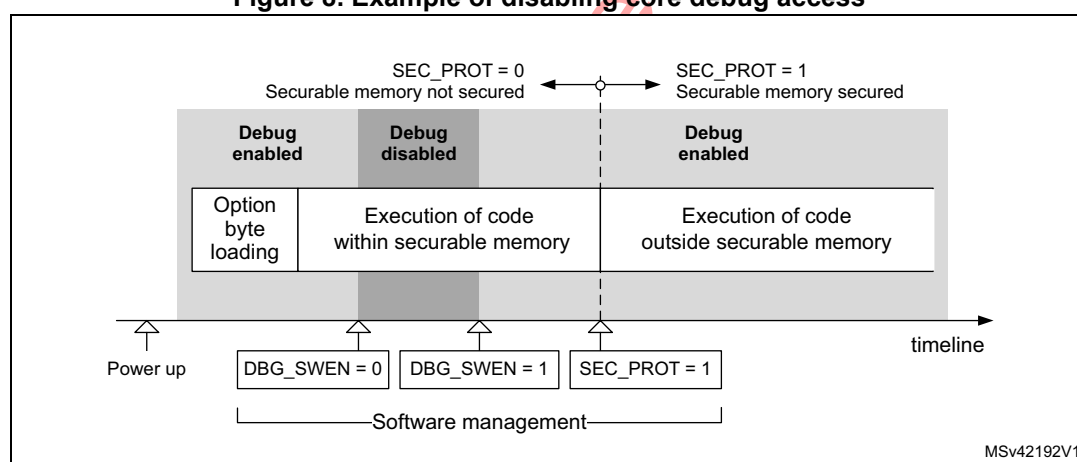 Figure 8. Example of disabling core debug access
SEC_PROT = 0
Securable memory not secured
SEC_PROT = 1
Securable memory secured
Debug
enabled
Debug
disabled
Debug
enabled
Option
byte
loading
Execution of code
within securable memory
Execution of code
outside securable memory
timeline
Power up
DBG_SWEN = 0
DBG_SWEN = 1
SEC_PROT = 1
Software management
MSv42192V1